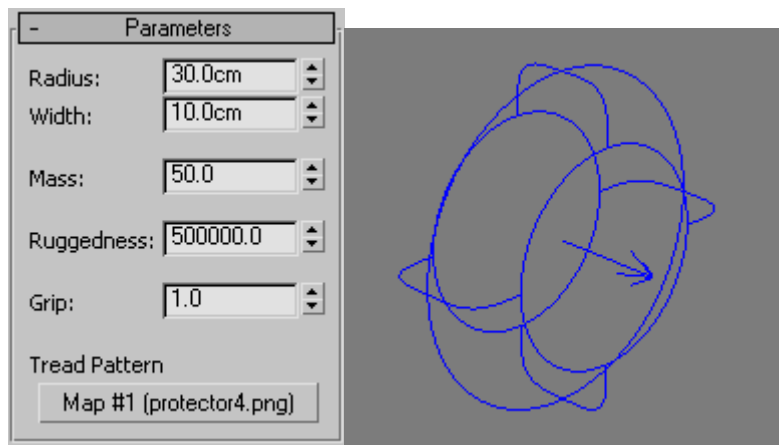 - Parameters
Radius: 30.0cm
Width: 10.0cm
Mass: 50.0
Ruggedness: 500000.0
Grip: 1.0
Tread Pattern
Map #1 (protector4.png)